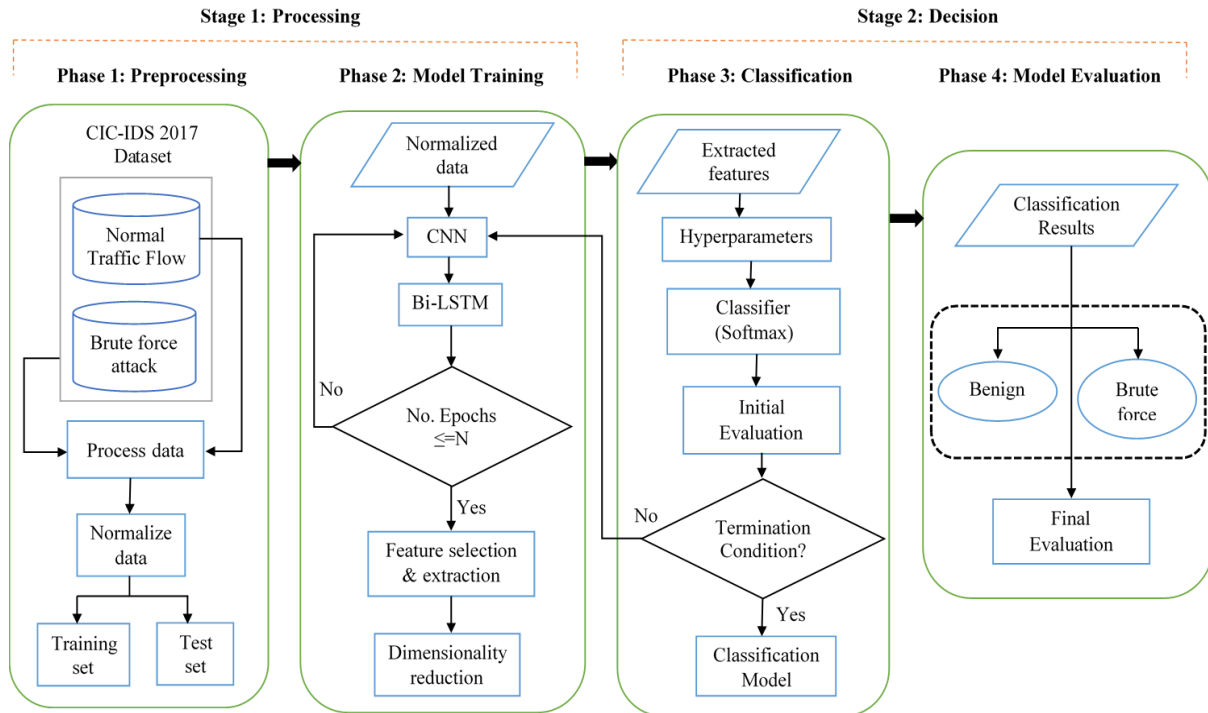 Stage 1: Processing
Stage 2: Decision
Phase 1: Preprocessing
Phase 2: Model Training
Phase 3: Classification
Phase 4: Model Evaluation
CIC-IDS 2017
Dataset
Normal
Traffic Flow
Brute force
attack
Process data
Normalize
data
Training
set
Test
set
Normalized
data
CNN
Bi-LSTM
No
No. Epochs
<=N
Yes
Feature selection
& extraction
Dimensionality
reduction
Extracted
features
Hyperparameters
Classifier
(Softmax)
Initial
Evaluation
No
Termination
Condition?
Yes
Classification
Model
Classification
Results
Benign
Brute
force
Final
Evaluation